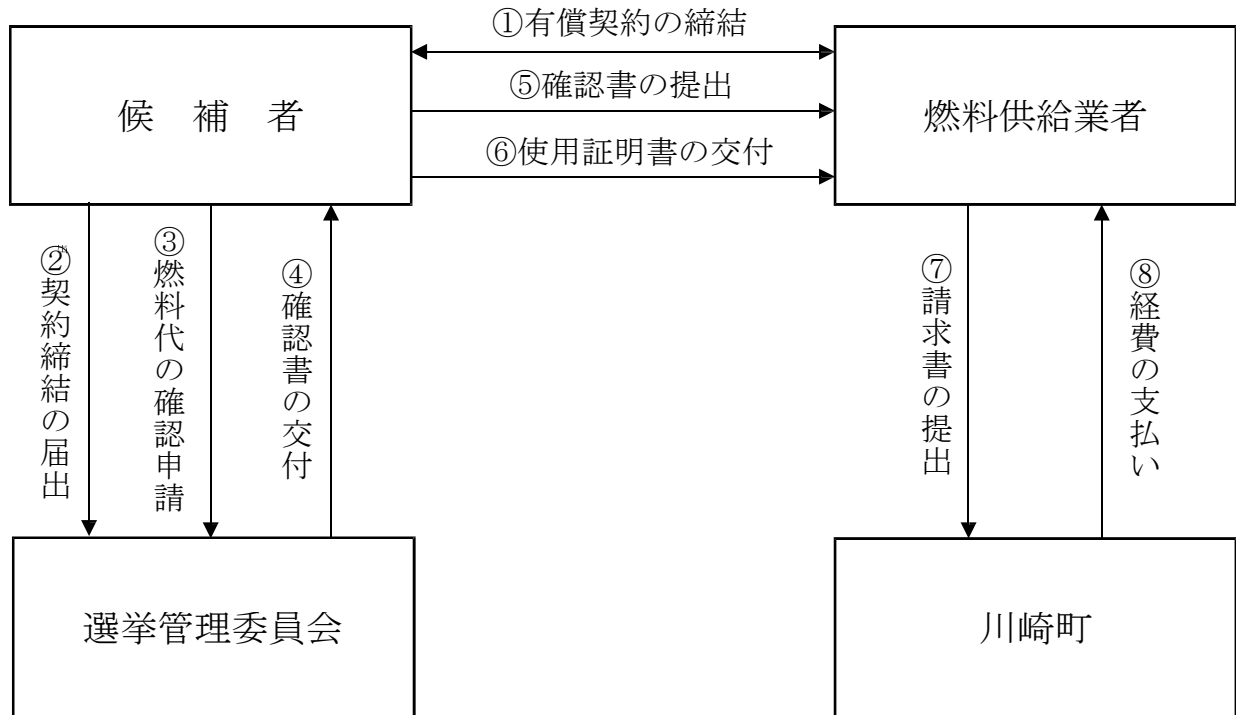 ①有償契約の締結
⑤確認書の提出
⑥使用証明書の交付
候　補　者
燃料供給業者
②契約締結の届出
③燃料代の確認申請
④確認書の交付
⑦請求書の提出
⑧経費の支払い
選挙管理委員会
川崎町